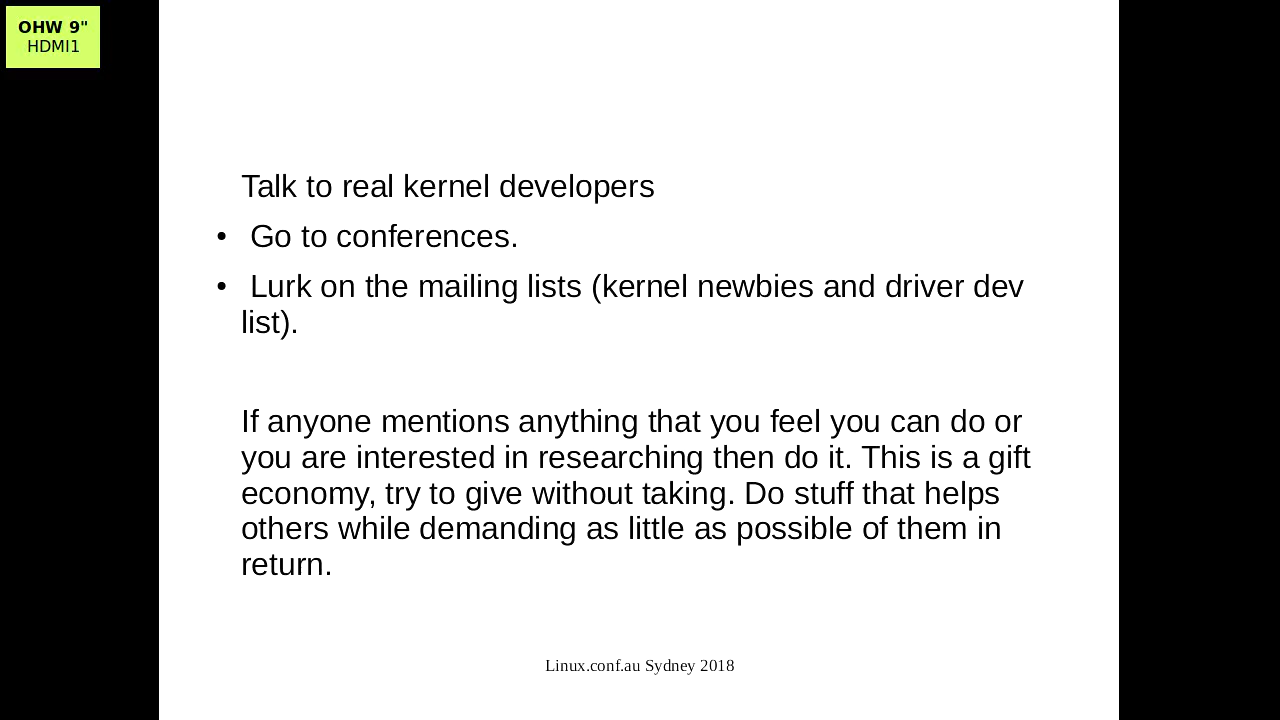 OHW 9"
HDMI1
Talk to real kernel developers
• Go to conferences.
• Lurk on the mailing lists (kernel newbies and driver dev
list).
If anyone mentions anything that you feel you can do or
you are interested in researching then do it. This is a gift
economy, try to give without taking. Do stuff that helps
others while demanding as little as possible of them in
return.
Linux.conf.au Sydney 2018